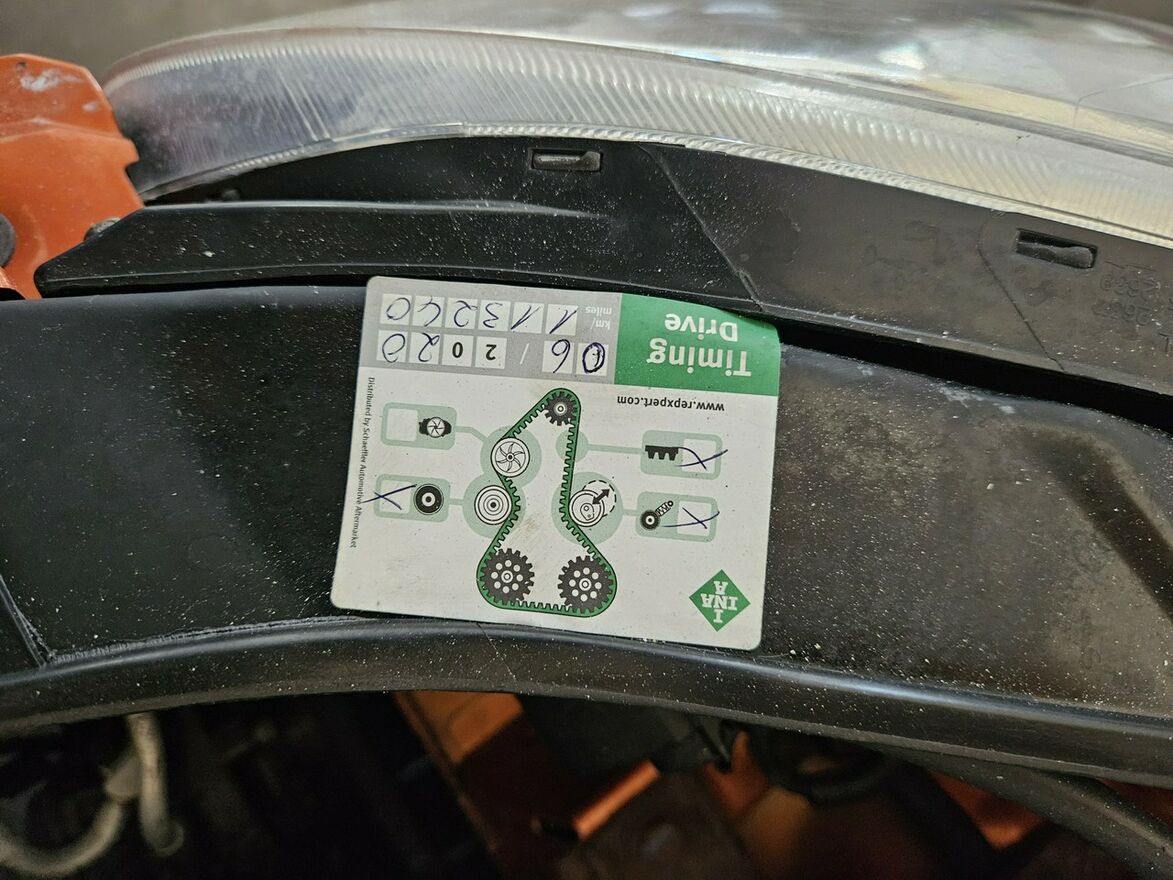 I
INA
A
www.repxpert.com
Timing
Drive
06 / 2020
km/
miles
113240
Distributed by Schaeffler Automotive Aftermarket